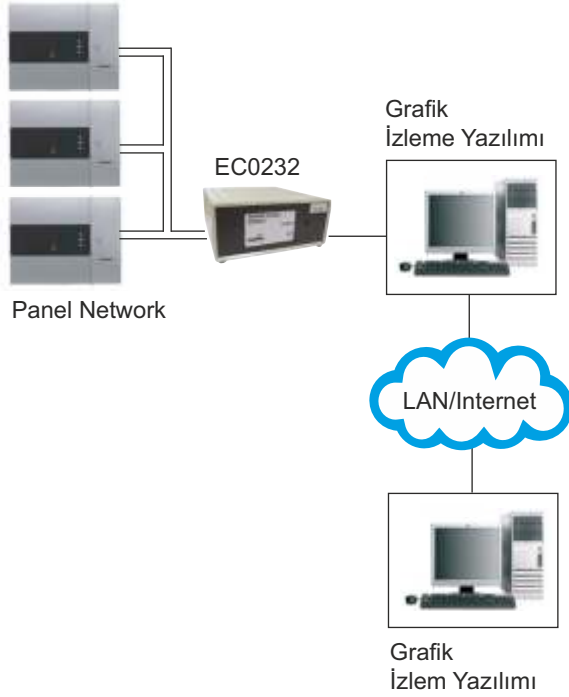 Grafik
İzleme Yazılımı
EC0232
Panel Network
LAN/Internet
Grafik
İzlem Yazılımı